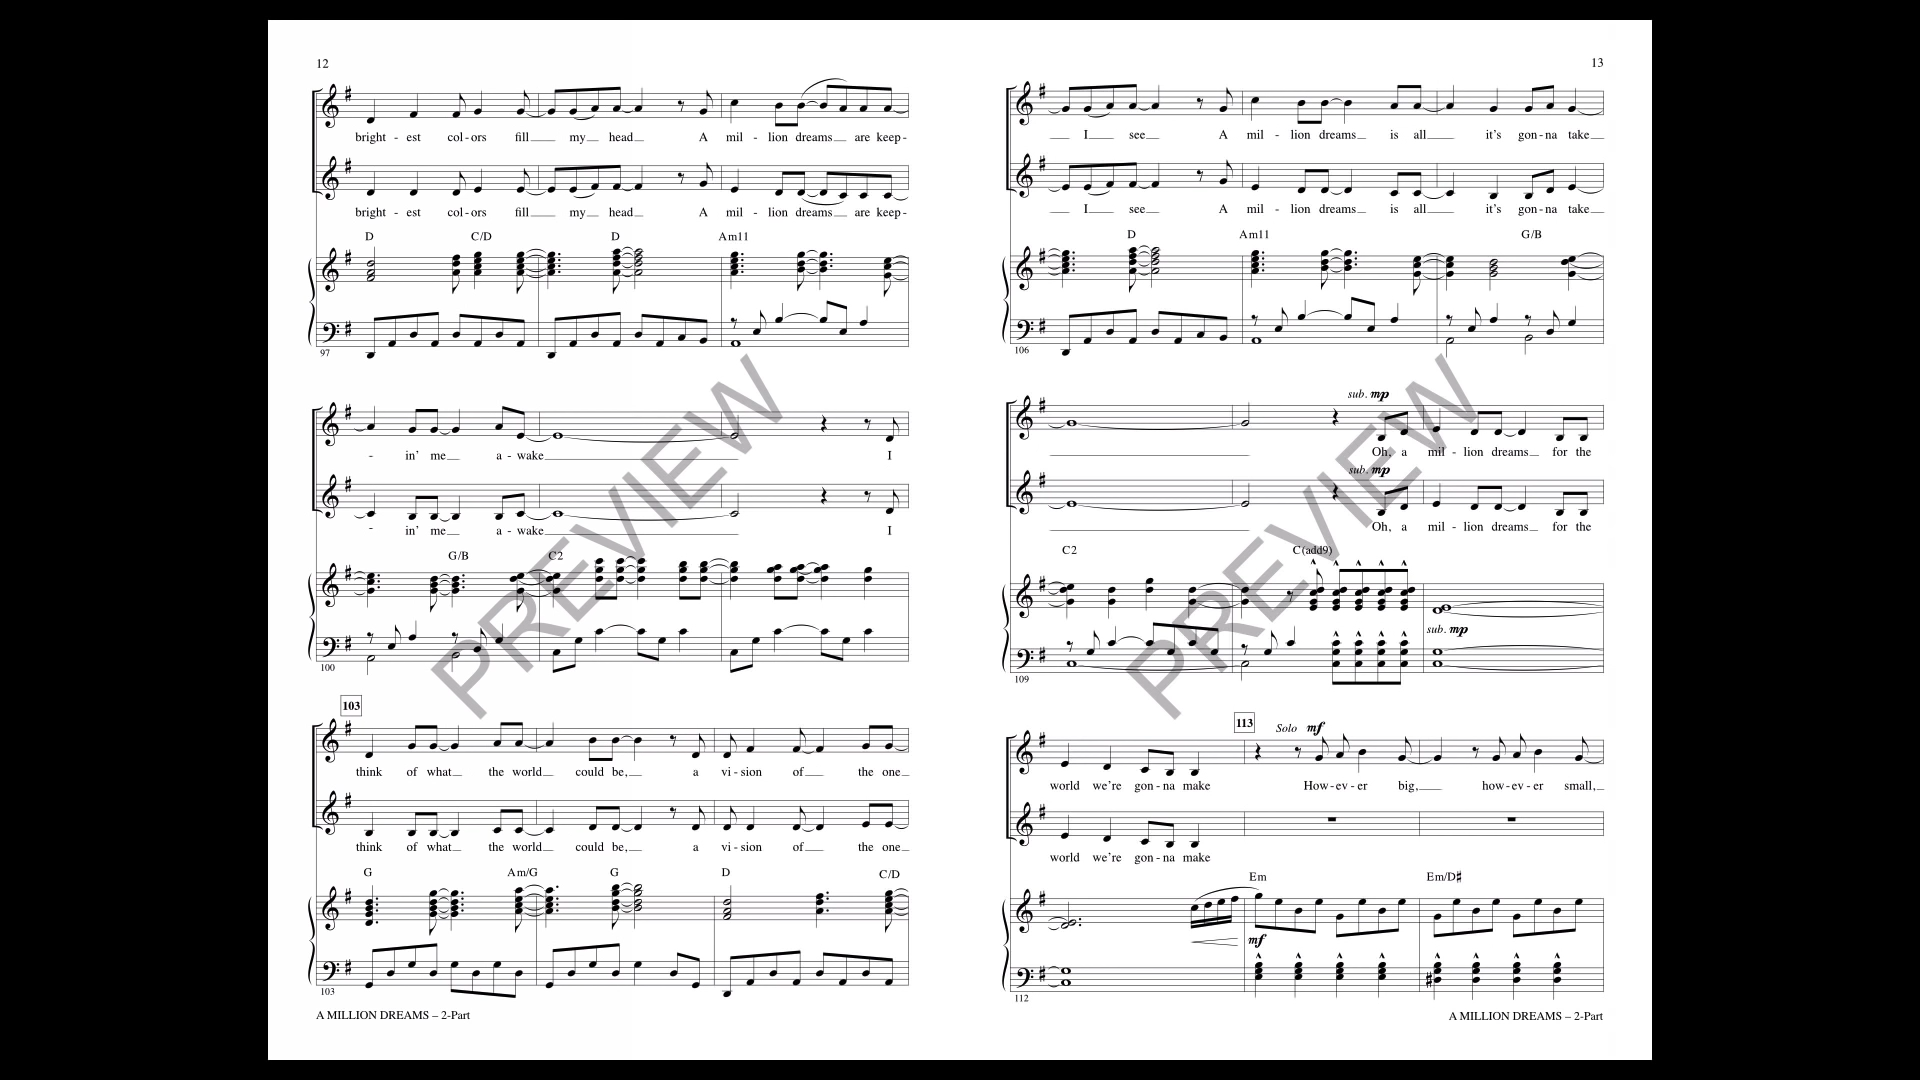 12
bright - est col - ors fill my head A mil - lion dreams are keep -
bright - est col - ors fill my head A mil - lion dreams are keep -
D C/D D Am11
97
- in' me a - wake I
- in' me a - wake I
G/B C2
100
103
think of what the world could be, a vi - sion of the one
think of what the world could be, a vi - sion of the one
G Am/G G D C/D
103
A MILLION DREAMS – 2-Part
PREVIEW
13
I see A mil - lion dreams is all it's gon - na take
I see A mil - lion dreams is all it's gon - na take
D Am11 G/B
106
sub. mp
Oh, a mil - lion dreams for the
sub. mp
Oh, a mil - lion dreams for the
C2 C(add9)
sub. mp
109
113 Solo mf
world we're gon - na make How - ev - er big, how - ev - er small,
world we're gon - na make
Em Em/D♯
mf
112
A MILLION DREAMS – 2-Part
PREVIEW